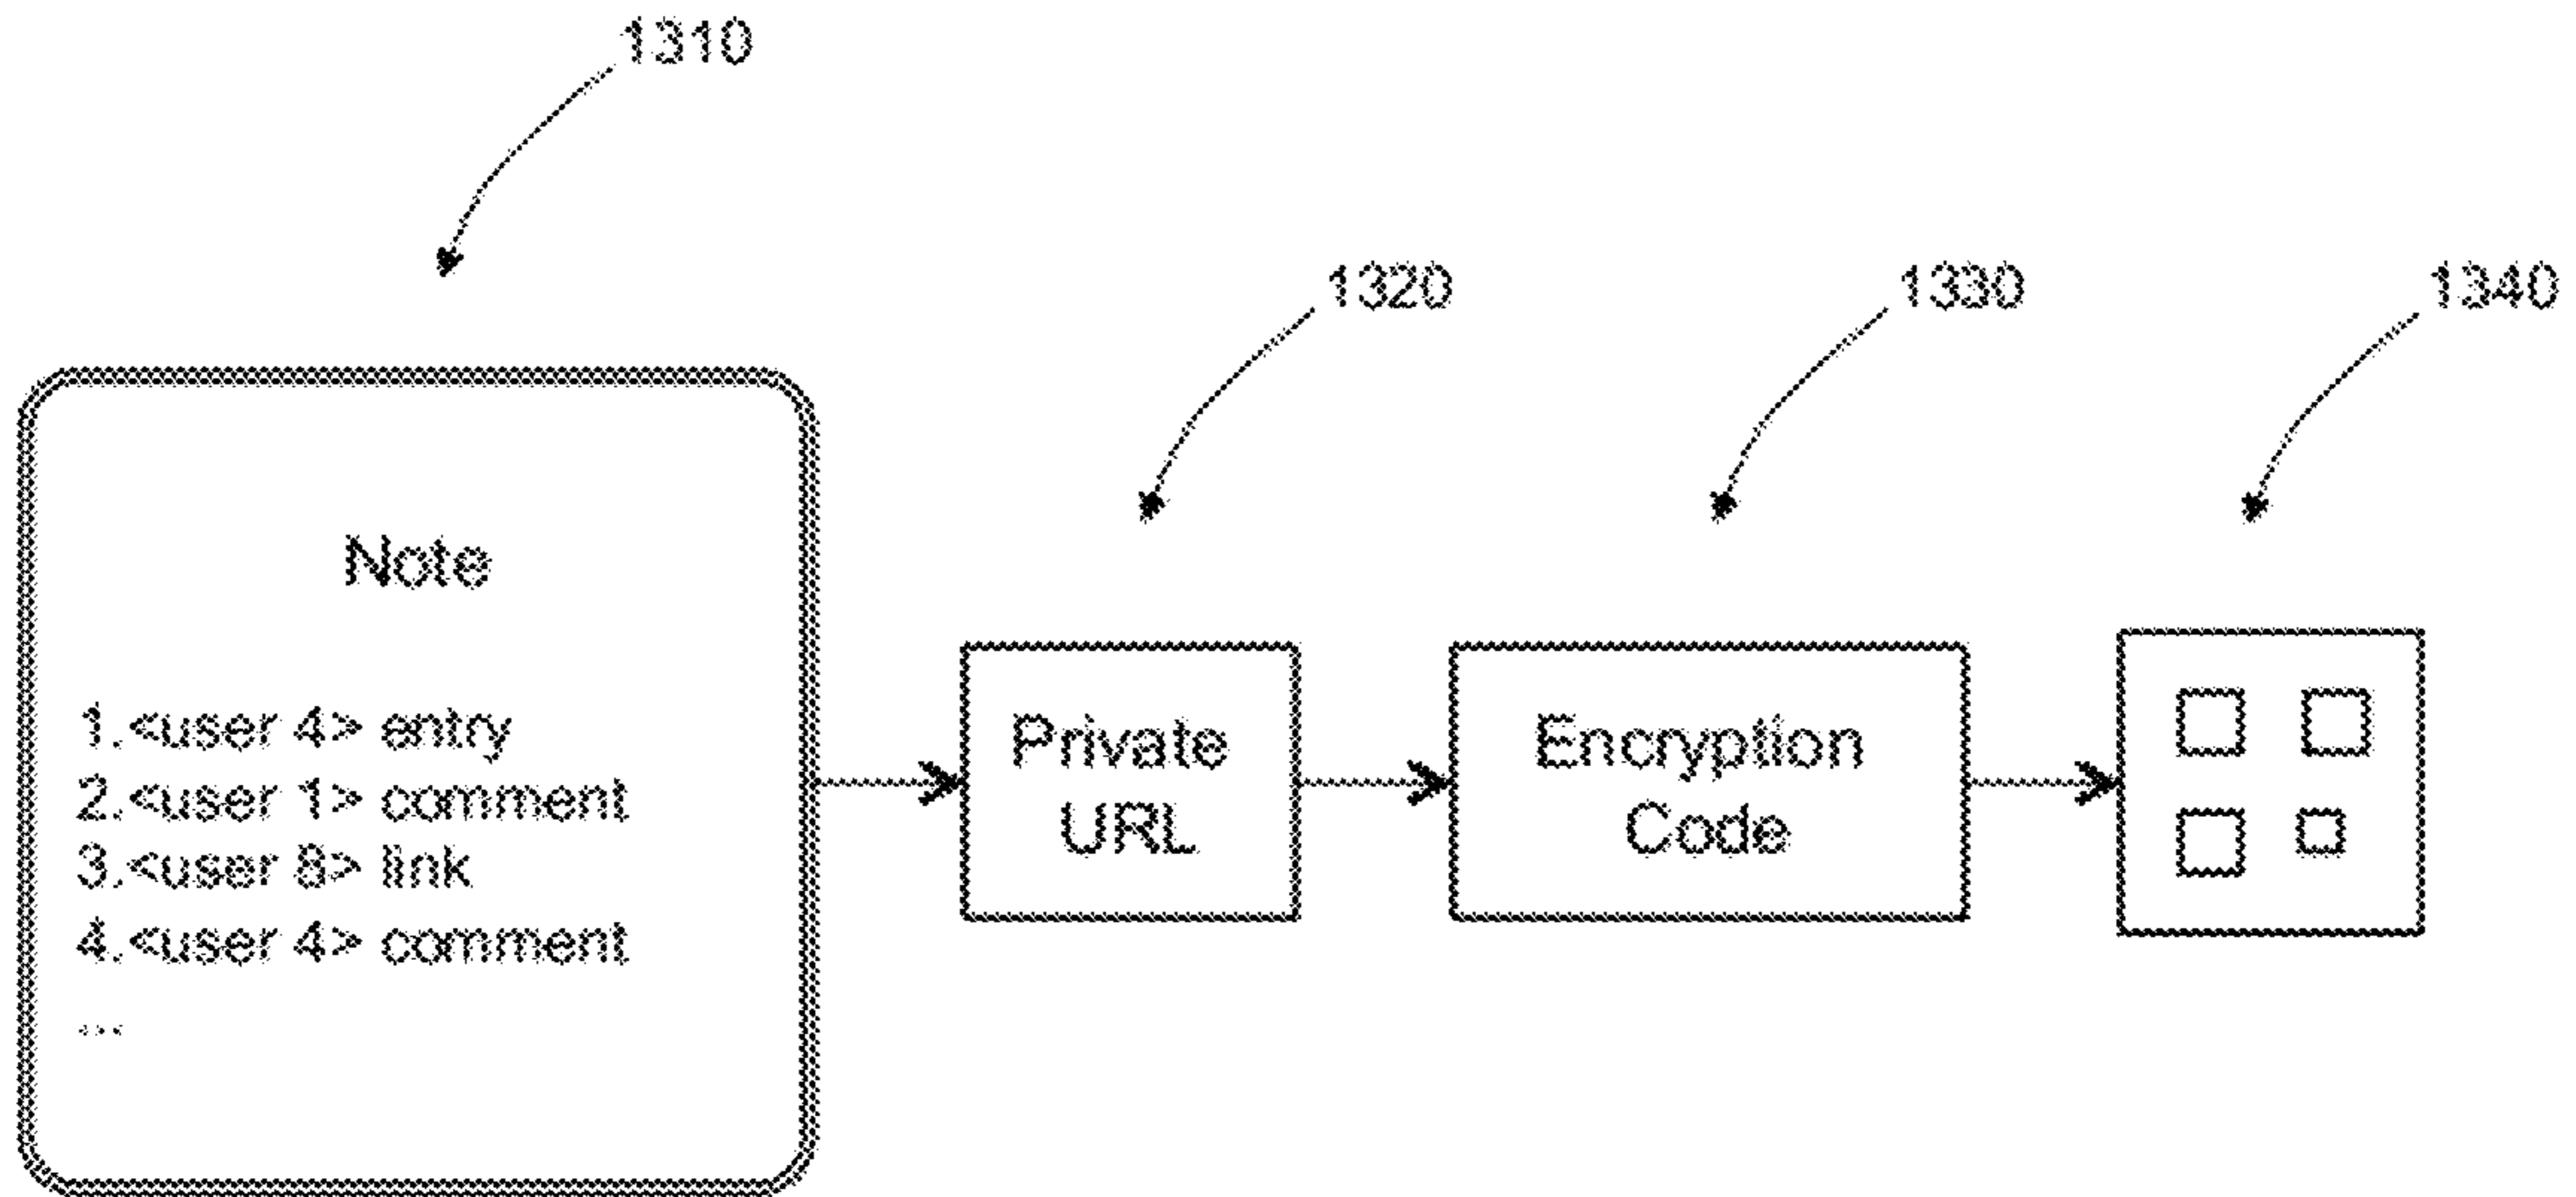 1310
1320
1330
1340
Note
1.<user 4> entry
2.<user 1> comment
3.<user 8> link
4.<user 4> comment
...
Private
URL
Encryption
Code